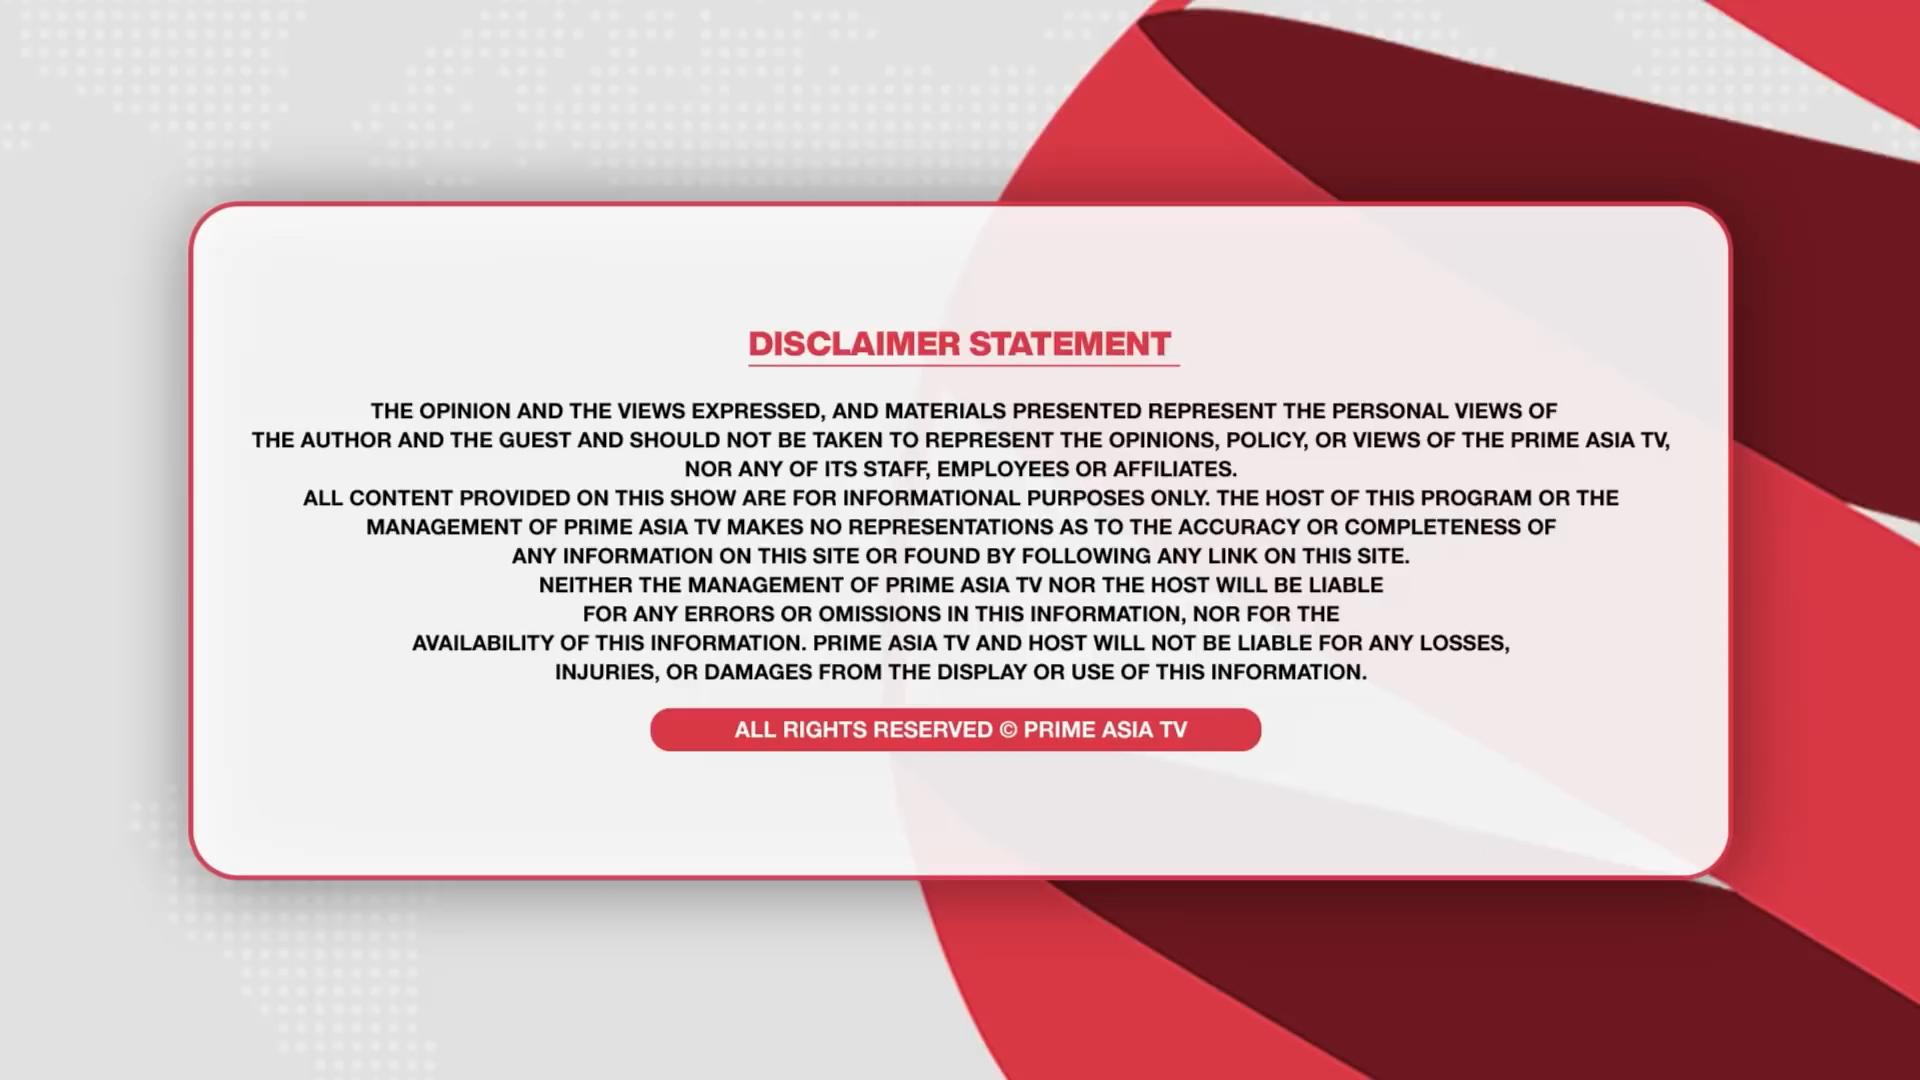 DISCLAIMER STATEMENT
THE OPINION AND THE VIEWS EXPRESSED, AND MATERIALS PRESENTED REPRESENT THE PERSONAL VIEWS OF
THE AUTHOR AND THE GUEST AND SHOULD NOT BE TAKEN TO REPRESENT THE OPINIONS, POLICY, OR VIEWS OF THE PRIME ASIA TV,
NOR ANY OF ITS STAFF, EMPLOYEES OR AFFILIATES.
ALL CONTENT PROVIDED ON THIS SHOW ARE FOR INFORMATIONAL PURPOSES ONLY. THE HOST OF THIS PROGRAM OR THE
MANAGEMENT OF PRIME ASIA TV MAKES NO REPRESENTATIONS AS TO THE ACCURACY OR COMPLETENESS OF
ANY INFORMATION ON THIS SITE OR FOUND BY FOLLOWING ANY LINK ON THIS SITE.
NEITHER THE MANAGEMENT OF PRIME ASIA TV NOR THE HOST WILL BE LIABLE
FOR ANY ERRORS OR OMISSIONS IN THIS INFORMATION, NOR FOR THE
AVAILABILITY OF THIS INFORMATION. PRIME ASIA TV AND HOST WILL NOT BE LIABLE FOR ANY LOSSES,
INJURIES, OR DAMAGES FROM THE DISPLAY OR USE OF THIS INFORMATION.
ALL RIGHTS RESERVED © PRIME ASIA TV